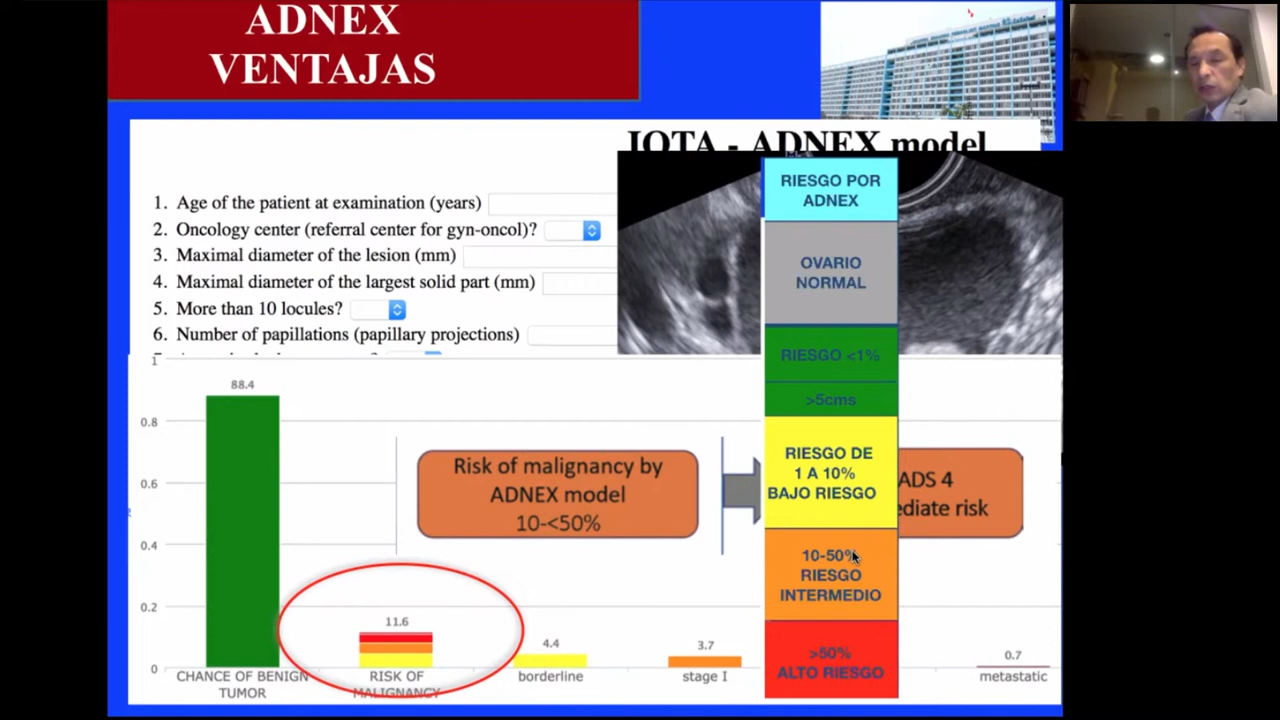 ADNEX
VENTAJAS
IOTA - ADNEX model
1. Age of the patient at examination (years)
2. Oncology center (referral center for gyn-oncol)?
3. Maximal diameter of the lesion (mm)
4. Maximal diameter of the largest solid part (mm)
5. More than 10 locules?
6. Number of papillations (papillary projections)
RIESGO POR
ADNEX
OVARIO
NORMAL
RIESGO <1%
>5cms
RIESGO DE
1 A 10%
BAJO RIESGO
10-50%
RIESGO
INTERMEDIO
>50%
ALTO RIESGO
Risk of malignancy by
ADNEX model
10-<50%
ADS 4
ediate risk
1
0.8
0.6
0.4
0.2
0
88.4
11.6
4.4
3.7
0.7
CHANCE OF BENIGN
TUMOR
RISK OF
MALIGNANCY
borderline
stage I
metastatic